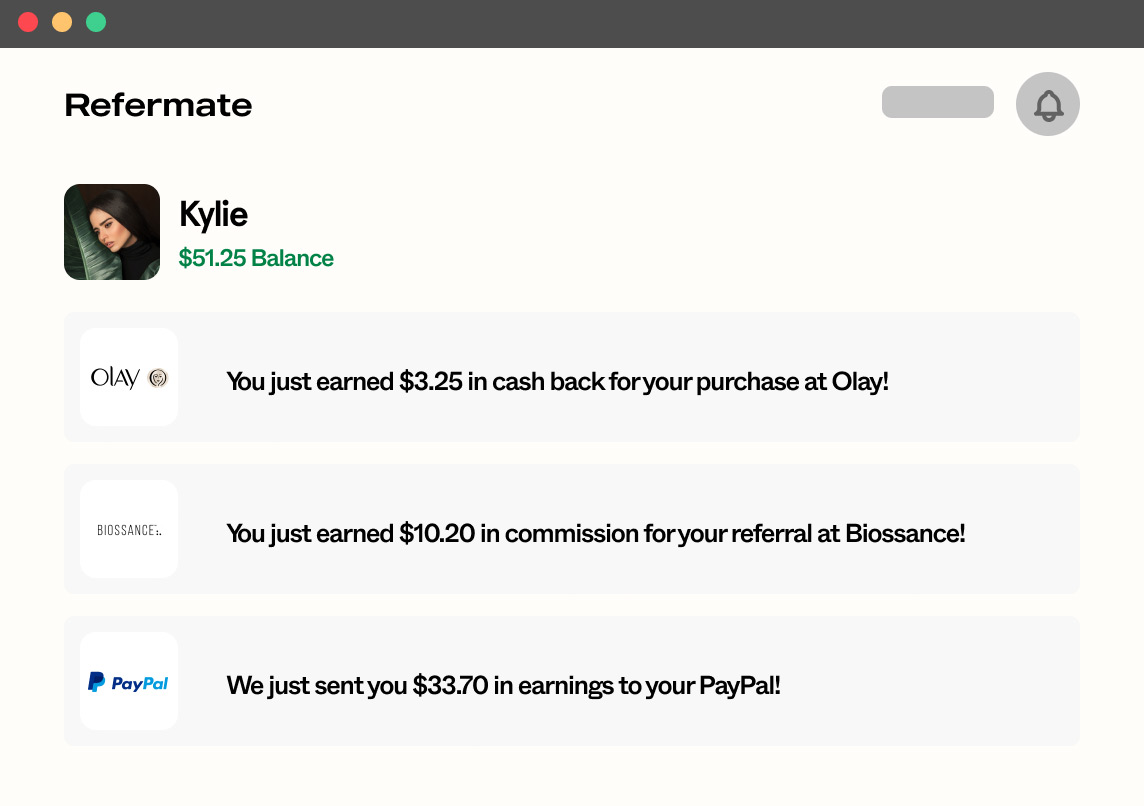 Refermate
Kylie
$51.25 Balance
OLAY
You just earned $3.25 in cash back for your purchase at Olay!
BIOSSANCE
You just earned $10.20 in commission for your referral at Biossance!
PayPal
We just sent you $33.70 in earnings to your PayPal!